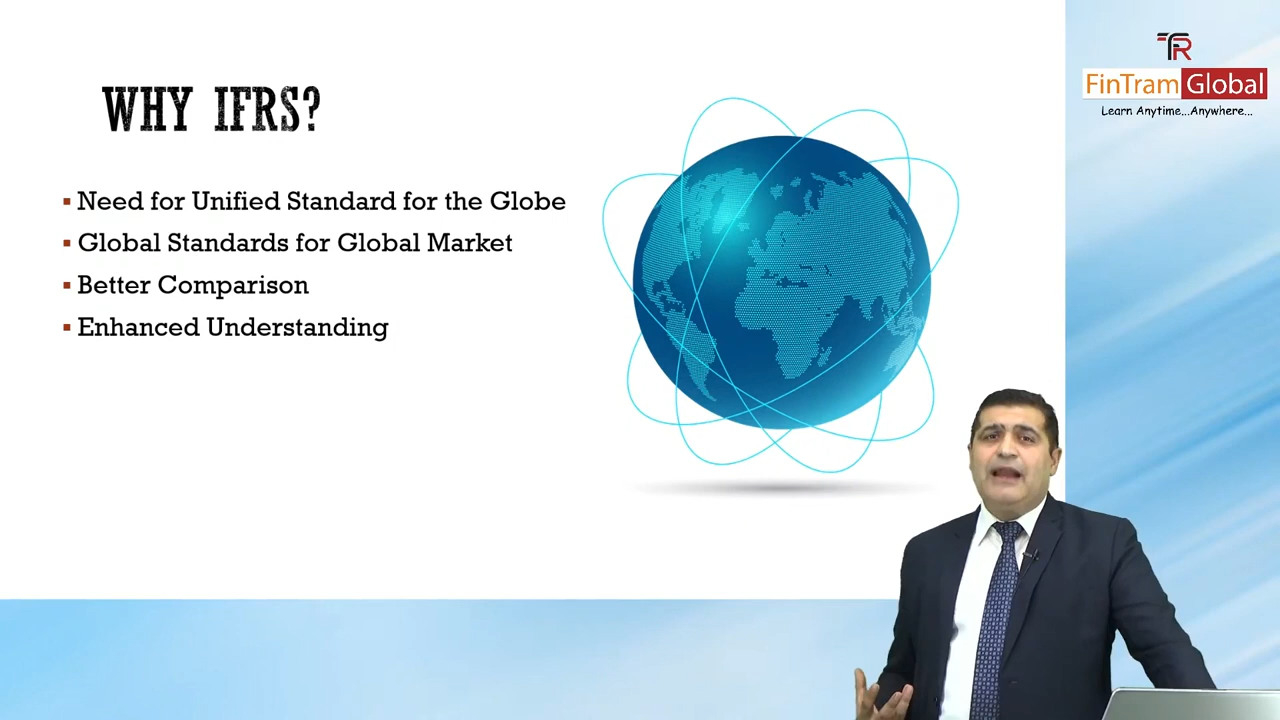 WHY IFRS?
Need for Unified Standard for the Globe
Global Standards for Global Market
Better Comparison
Enhanced Understanding
TR
FinTram Global
Learn Anytime...Anywhere...